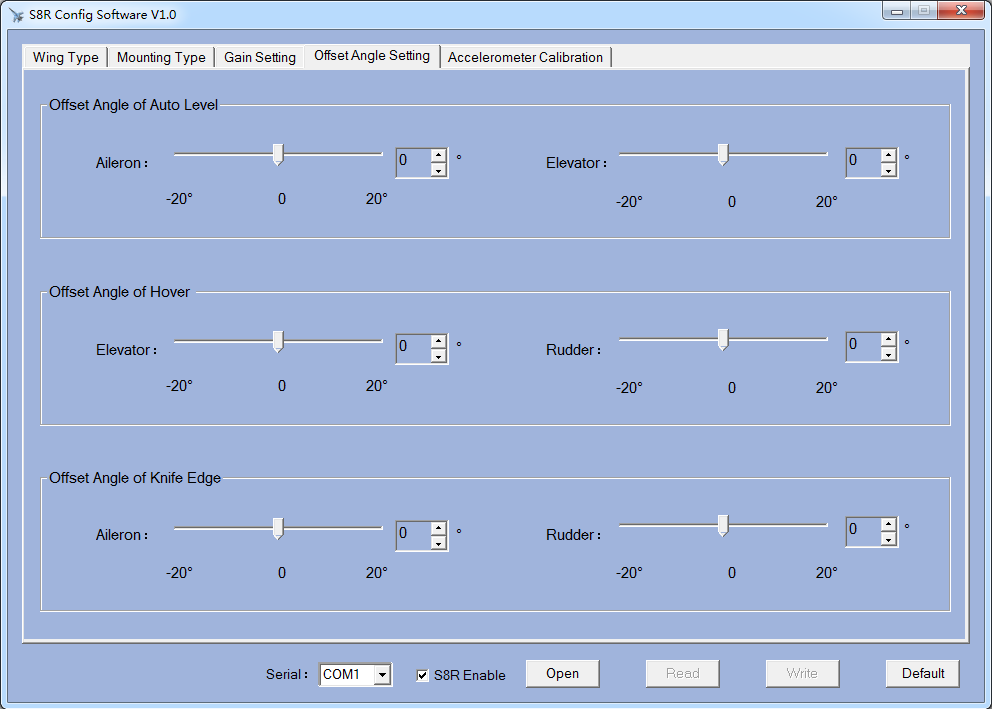 S8R Config Software V1.0
Wing Type Mounting Type Gain Setting Offset Angle Setting Accelerometer Calibration
Offset Angle of Auto Level
Aileron: 0 ° Elevator: 0 °
-20° 0 20° -20° 0 20°
Offset Angle of Hover
Elevator: 0 ° Rudder: 0 °
-20° 0 20° -20° 0 20°
Offset Angle of Knife Edge
Aileron: 0 ° Rudder: 0 °
-20° 0 20° -20° 0 20°
Serial: COM1 S8R Enable Open Read Write Default